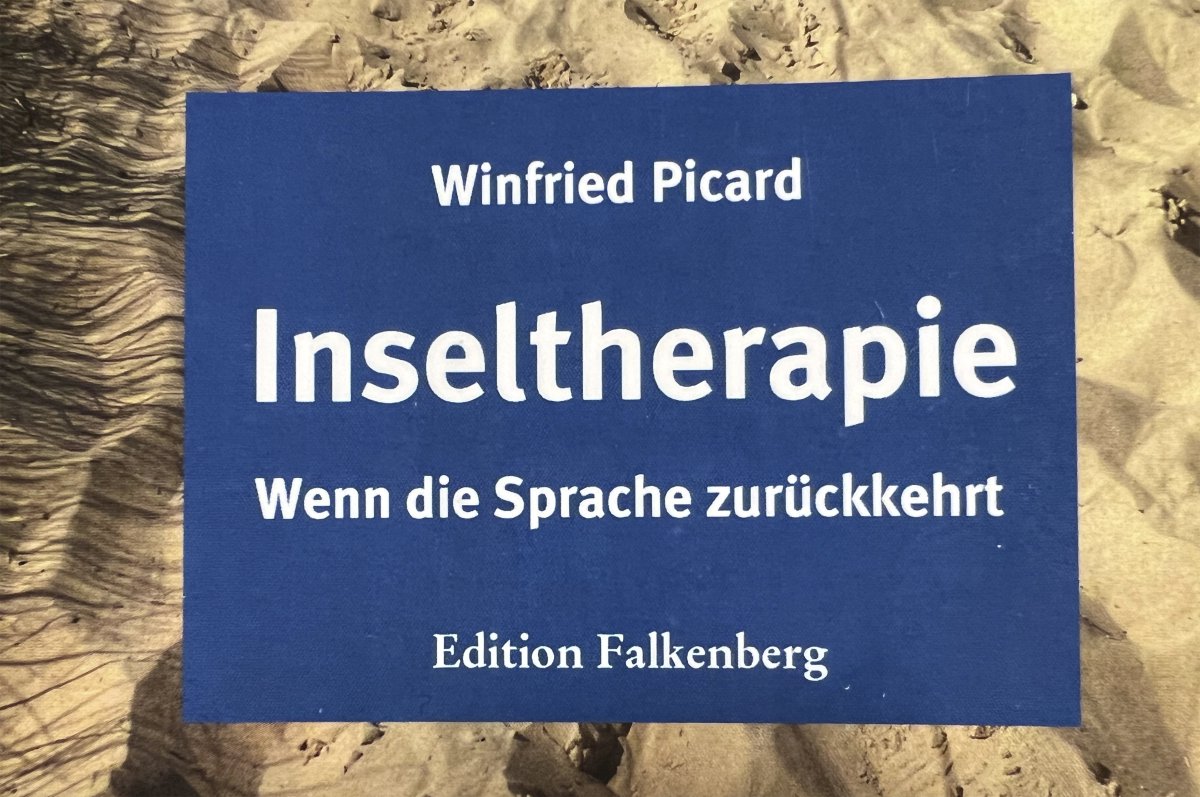 Winfried Picard
Inseltherapie
Wenn die Sprache zurückkehrt
Edition Falkenberg